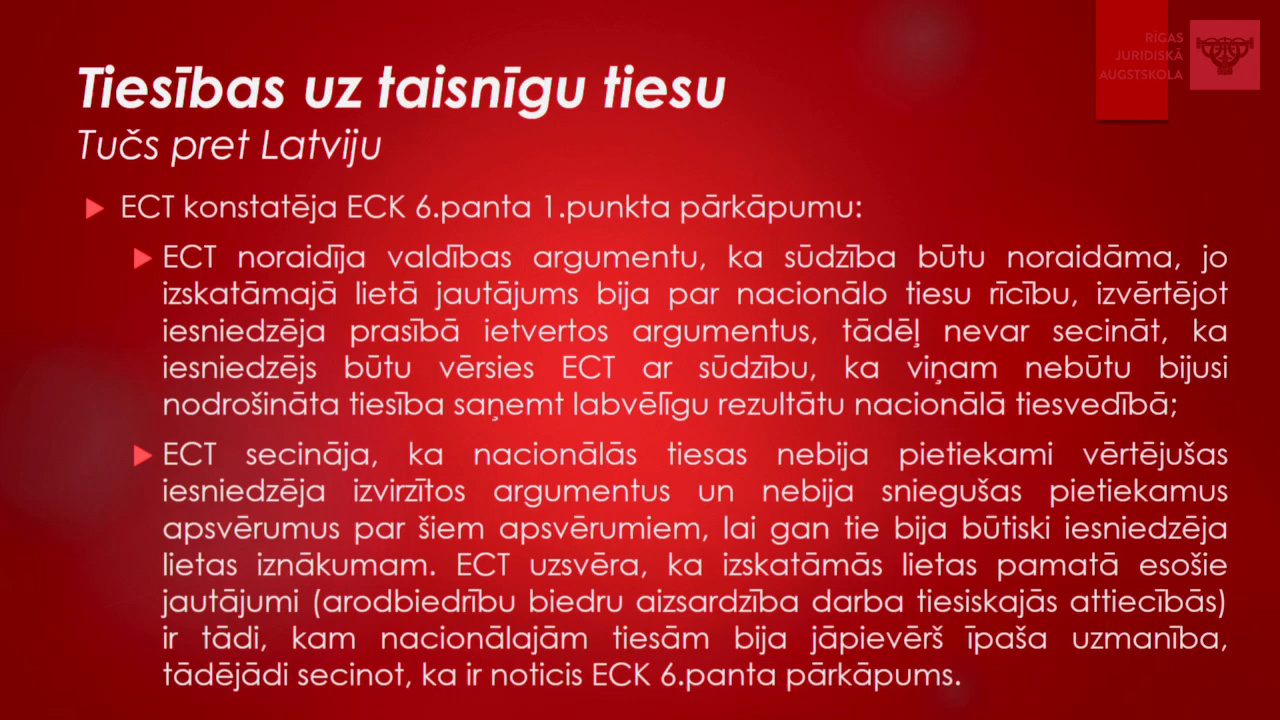 RĪGAS
JURIDISKĀ
AUGSTSKOLA
Tiesības uz taisnīgu tiesu
Tučs pret Latviju
ECT konstatēja ECK 6.panta 1.punkta pārkāpumu:
ECT noraidīja valdības argumentu, ka sūdzība būtu noraidāma, jo
izskatāmajā lietā jautājums bija par nacionālo tiesu rīcību, izvērtējot
iesniedzēja prasībā ietvertos argumentus, tādēļ nevar secināt, ka
iesniedzējs būtu vērsies ECT ar sūdzību, ka viņam nebūtu bijusi
nodrošināta tiesība saņemt labvēlīgu rezultātu nacionālā tiesvedībā;
ECT secināja, ka nacionālās tiesas nebija pietiekami vērtējušas
iesniedzēja izvirzītos argumentus un nebija sniegušas pietiekamus
apsvērumus par šiem apsvērumiem, lai gan tie bija būtiski iesniedzēja
lietas iznākumam. ECT uzsvēra, ka izskatāmās lietas pamatā esošie
jautājumi (arodbiedrību biedru aizsardzība darba tiesiskajās attiecībās)
ir tādi, kam nacionālajām tiesām bija jāpievērš īpaša uzmanība,
tādējādi secinot, ka ir noticis ECK 6.panta pārkāpums.